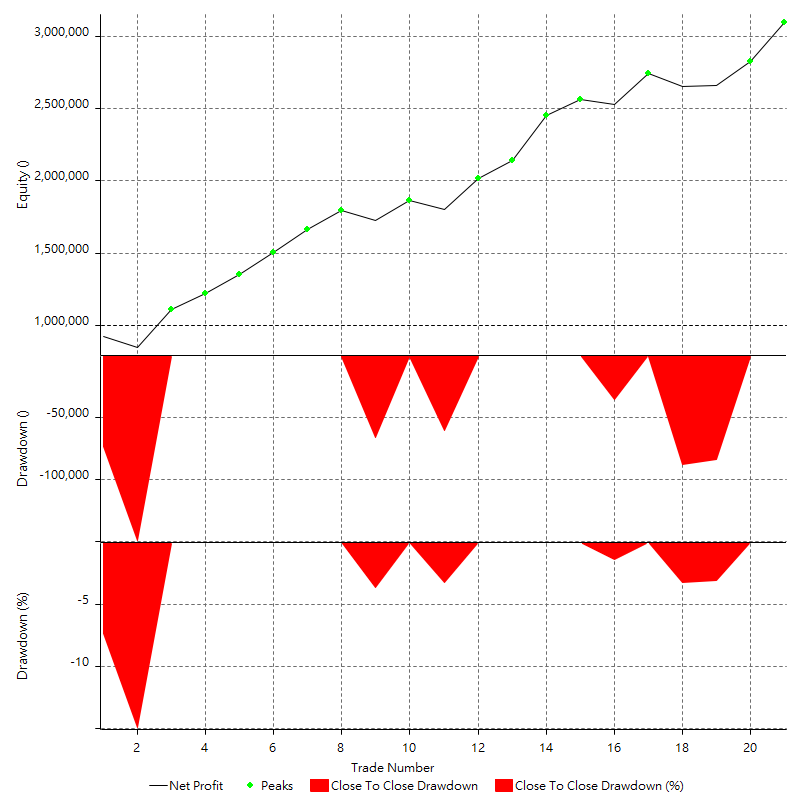 3,000,000
2,500,000
2,000,000
1,500,000
1,000,000
Equity ()
-50,000
-100,000
Drawdown ()
-5
-10
Drawdown (%)
2 4 6 8 10 12 14 16 18 20
Trade Number
Net Profit Peaks Close To Close Drawdown Close To Close Drawdown (%)